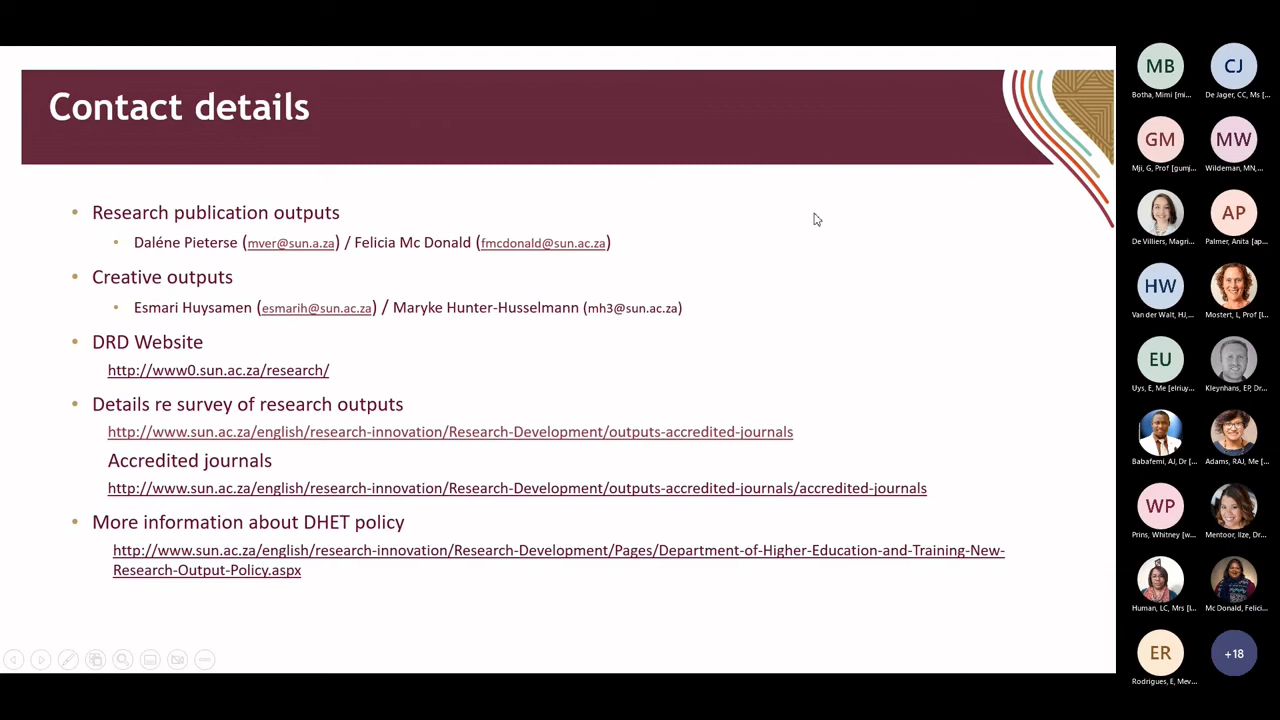 Contact details
• Research publication outputs
• Daléne Pieterse (mver@sun.a.za) / Felicia Mc Donald (fmcdonald@sun.ac.za)
• Creative outputs
• Esmari Huysamen (esmarih@sun.ac.za) / Maryke Hunter-Husselmann (mh3@sun.ac.za)
• DRD Website
http://www0.sun.ac.za/research/
• Details re survey of research outputs
http://www.sun.ac.za/english/research-innovation/Research-Development/outputs-accredited-journals
Accredited journals
http://www.sun.ac.za/english/research-innovation/Research-Development/outputs-accredited-journals/accredited-journals
• More information about DHET policy
http://www.sun.ac.za/english/research-innovation/Research-Development/Pages/Department-of-Higher-Education-and-Training-New-
Research-Output-Policy.aspx
MB CJ
Botha, Mimi [mi... De Jager, CC, Ms [...
GM MW
Mji, G, Prof [gumj... Wildeman, MN,...
AP
De Villiers, Magri... Palmer, Anita [ap...
HW
Van der Walt, HJ,... Mostert, L, Prof [l...
EU
Uys, E, Me [elriuy... Kleynhans, EP, Dr...
Babafemi, AJ, Dr [... Adams, RAJ, Me [...
WP
Prins, Whitney [w... Mentoor, Ilze, Dr...
Human, LC, Mrs [l... Mc Donald, Felici...
ER +18
Rodrigues, E, Mev...